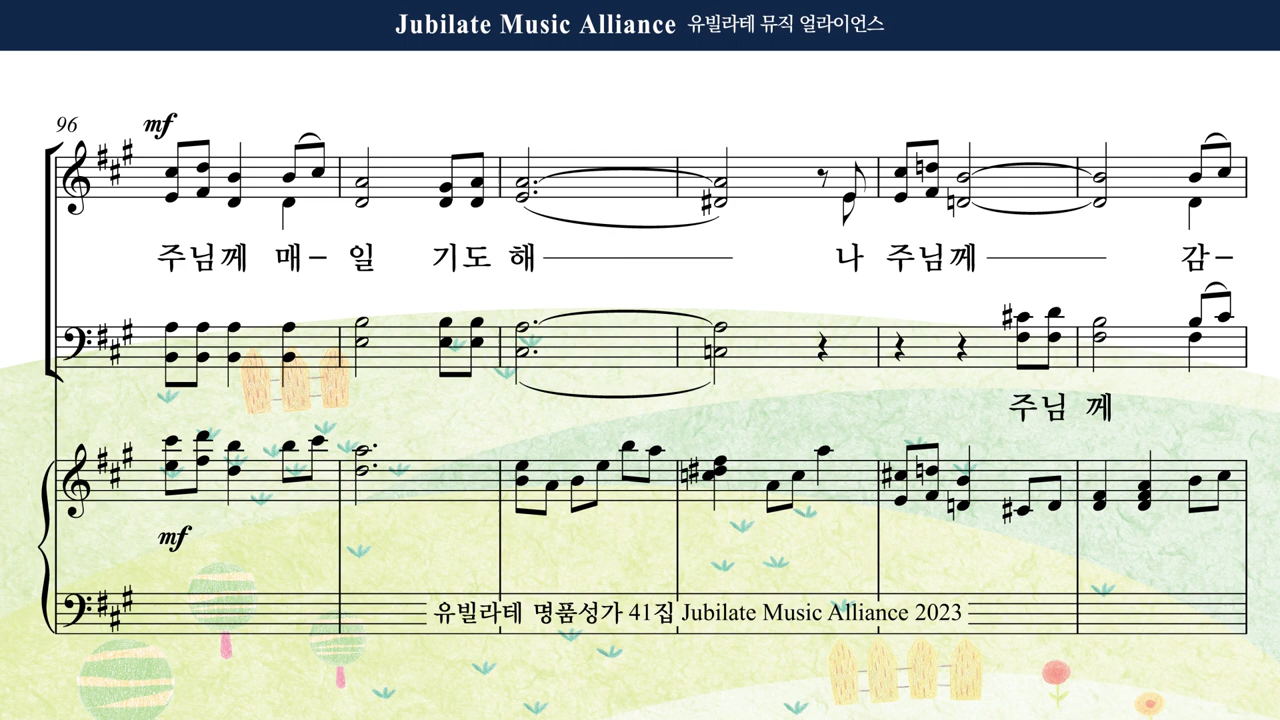 Jubilate Music Alliance 유빌라테 뮤직 얼라이언스
96 mf
주님께 매- 일 기도 해 나 주님께 감-
주님 께
mf
유빌라테 명품성가 41집 Jubilate Music Alliance 2023